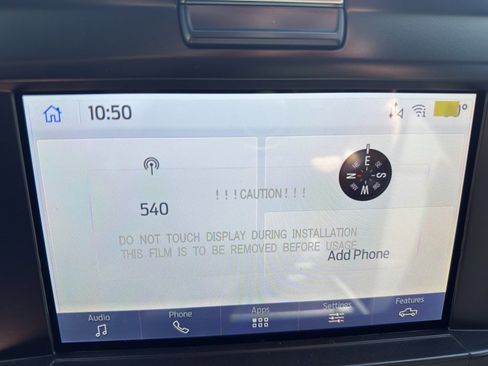 10:50
°
E
N S
W
540
!!!CAUTION!!!
DO NOT TOUCH DISPLAY DURING INSTALLATION
THIS FILM IS TO BE REMOVED BEFORE USAGE
Add Phone
Audio Phone Apps Settings Features